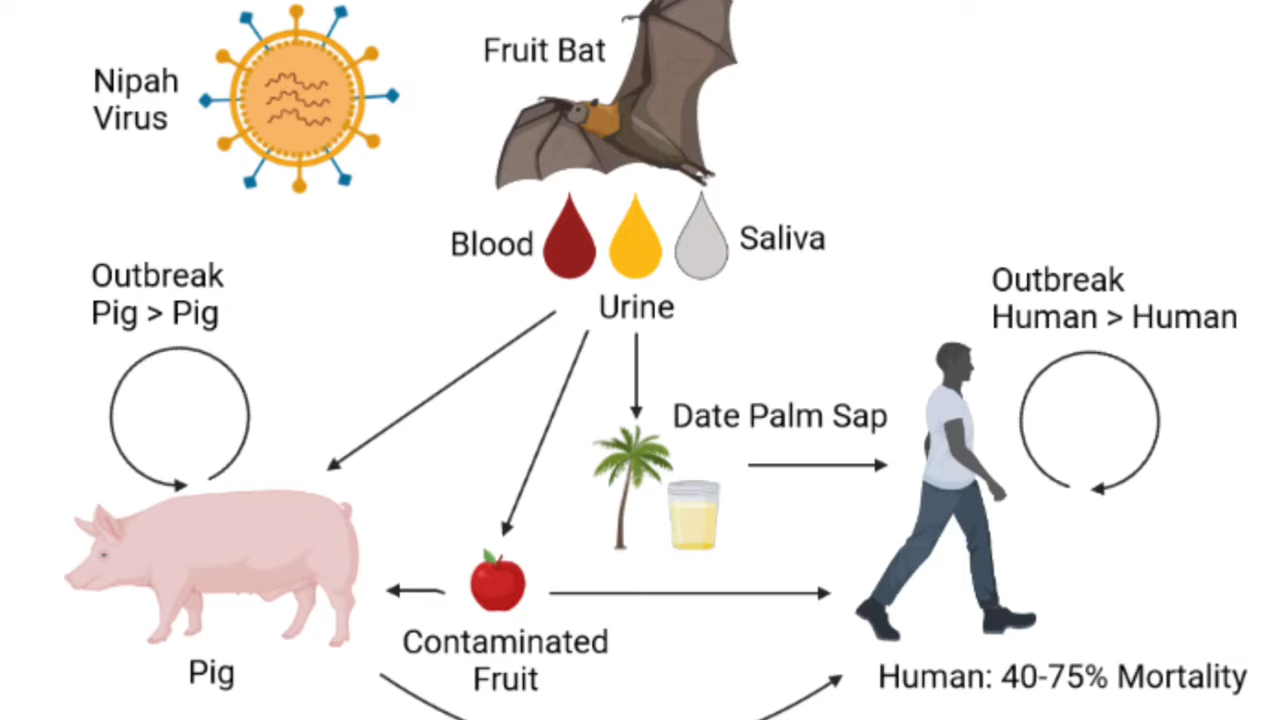 Nipah
Virus
Fruit Bat
Blood
Saliva
Urine
Outbreak
Pig > Pig
Outbreak
Human > Human
Date Palm Sap
Contaminated
Fruit
Pig
Human: 40-75% Mortality